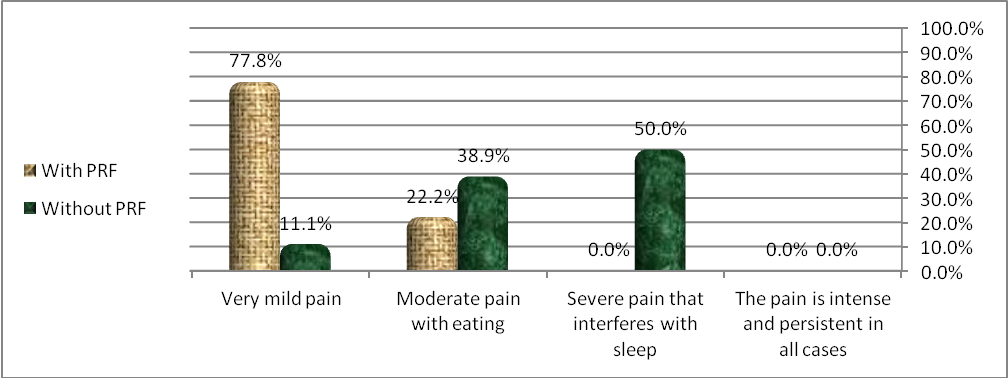 100.0%
90.0%
80.0%
70.0%
60.0%
50.0%
40.0%
30.0%
20.0%
10.0%
0.0%
77.8%
11.1%
22.2%
38.9%
0.0%
50.0%
0.0% 0.0%
With PRF
Without PRF
Very mild pain
Moderate pain
with eating
Severe pain that
interferes with
sleep
The pain is intense
and persistent in
all cases